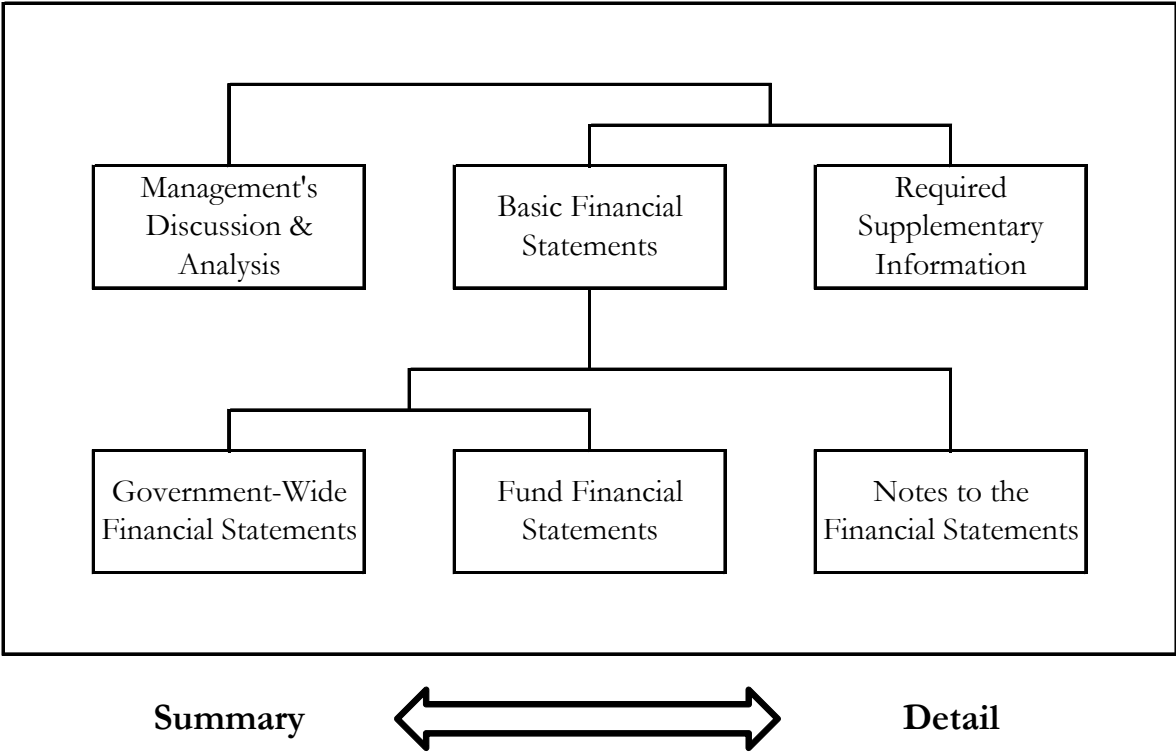 Management's
Discussion &
Analysis
Basic Financial
Statements
Required
Supplementary
Information
Government-Wide
Financial Statements
Fund Financial
Statements
Notes to the
Financial Statements
Summary
Detail